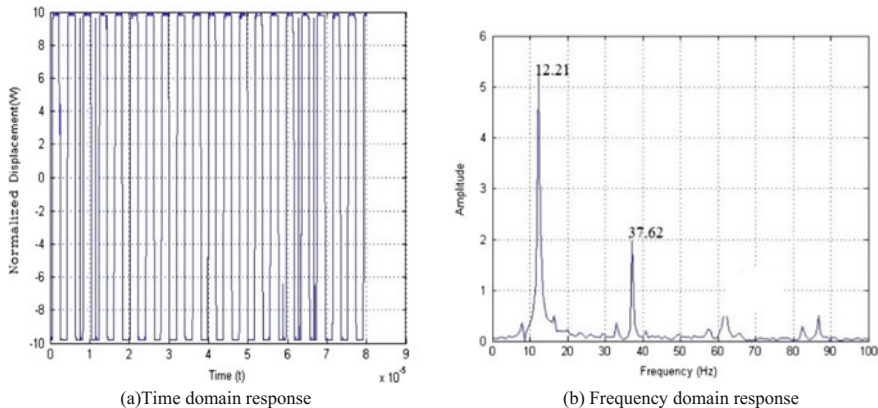 10
8
6
4
2
0
-2
-4
-6
-8
-10
Normalized Displacement(W)
0 1 2 3 4 5 6 7 8 9
Time (t)
x 10⁻⁵
(a)Time domain response
6
5
4
3
2
1
0
Amplitude
12.21
37.62
0 10 20 30 40 50 60 70 80 90 100
Frequency (Hz)
(b) Frequency domain response